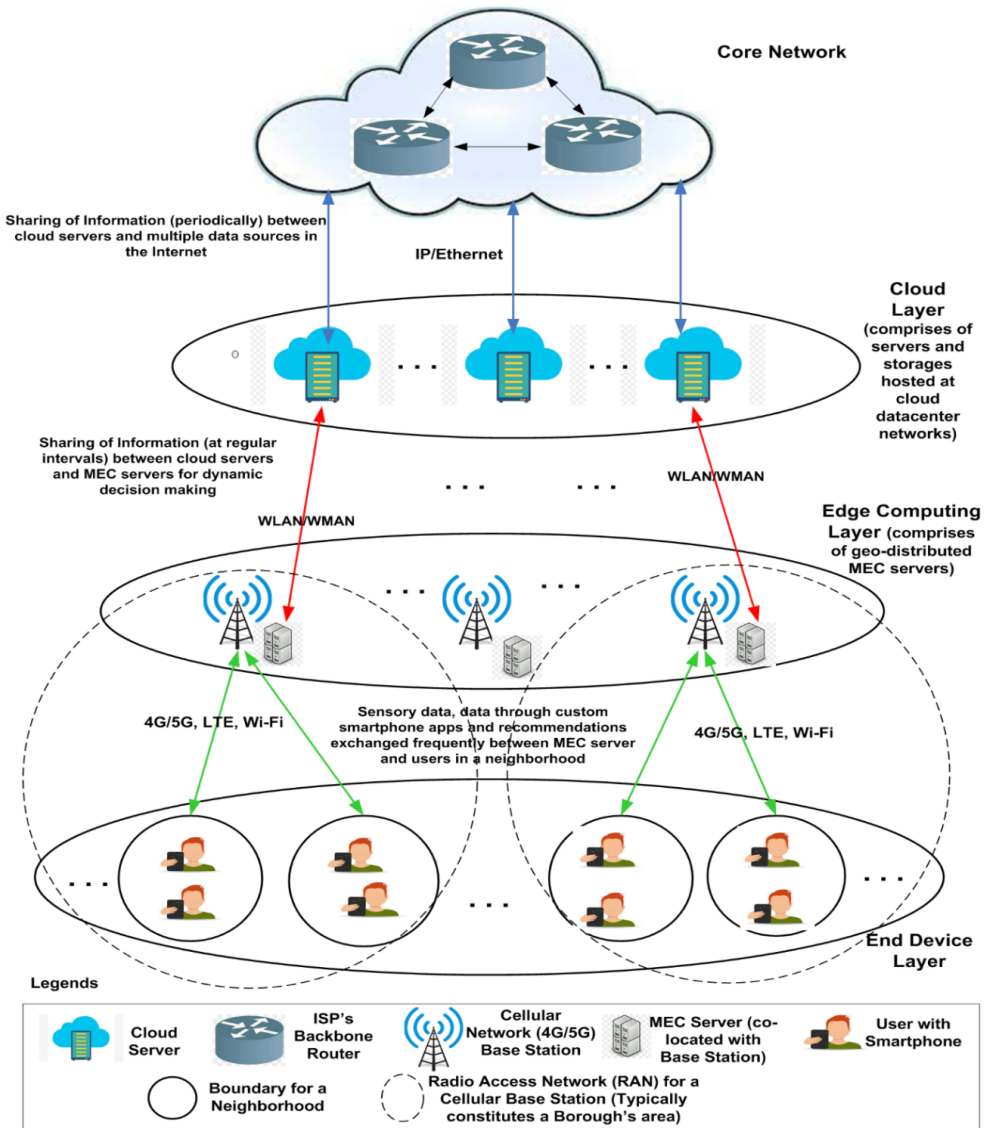 Core Network
Sharing of Information (periodically) between
cloud servers and multiple data sources in
the Internet
IP/Ethernet
Cloud
Layer
(comprises of
servers and
storages
hosted at
cloud
datacenter
networks)
Sharing of Information (at regular
intervals) between cloud servers
and MEC servers for dynamic
decision making
WLAN/WMAN
WLAN/WMAN
Edge Computing
Layer (comprises
of geo-distributed
MEC servers)
4G/5G, LTE, Wi-Fi
Sensory data, data through custom
smartphone apps and recommendations
exchanged frequently between MEC server
and users in a neighborhood
4G/5G, LTE, Wi-Fi
End Device
Layer
Legends
Cloud
Server
ISP's
Backbone
Router
Cellular
Network (4G/5G)
Base Station
MEC Server (co-
located with
Base Station)
User with
Smartphone
Boundary for a
Neighborhood
Radio Access Network (RAN) for a
Cellular Base Station (Typically
constitutes a Borough's area)